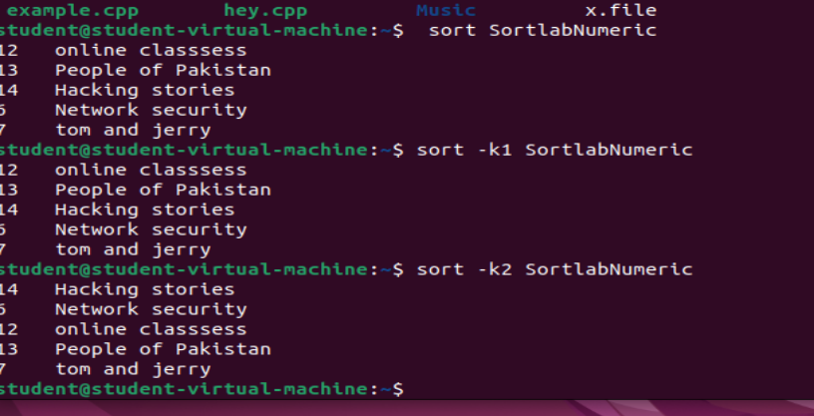 example.cpp hey.cpp Music x.file
student@student-virtual-machine:~$ sort SortlabNumeric
12 online classsess
13 People of Pakistan
14 Hacking stories
Network security
7 tom and jerry
student@student-virtual-machine:~$ sort -k1 SortlabNumeric
12 online classsess
13 People of Pakistan
14 Hacking stories
Network security
7 tom and jerry
student@student-virtual-machine:~$ sort -k2 SortlabNumeric
14 Hacking stories
Network security
12 online classsess
13 People of Pakistan
7 tom and jerry
student@student-virtual-machine:~$